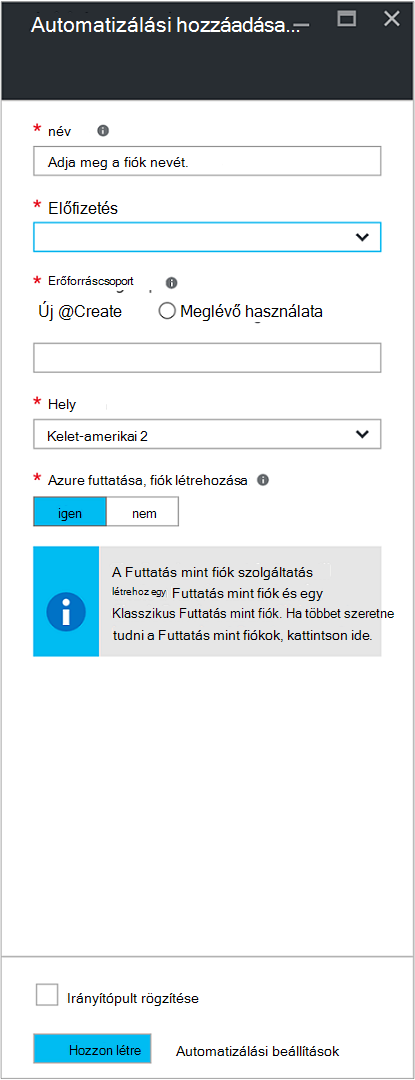 Automatizálási hozzáadása...
* név
Adja meg a fiók nevét.
* Előfizetés
* Erőforráscsoport
Új @Create Meglévő használata
* Hely
Kelet-amerikai 2
* Azure futtatása, fiók létrehozása
igen nem
A Futtatás mint fiók szolgáltatás
létrehoz egy Futtatás mint fiók és egy
Klasszikus Futtatás mint fiók. Ha többet szeretne
tudni a Futtatás mint fiókok, kattintson ide.
Irányítópult rögzítése
Hozzon létre Automatizálási beállítások